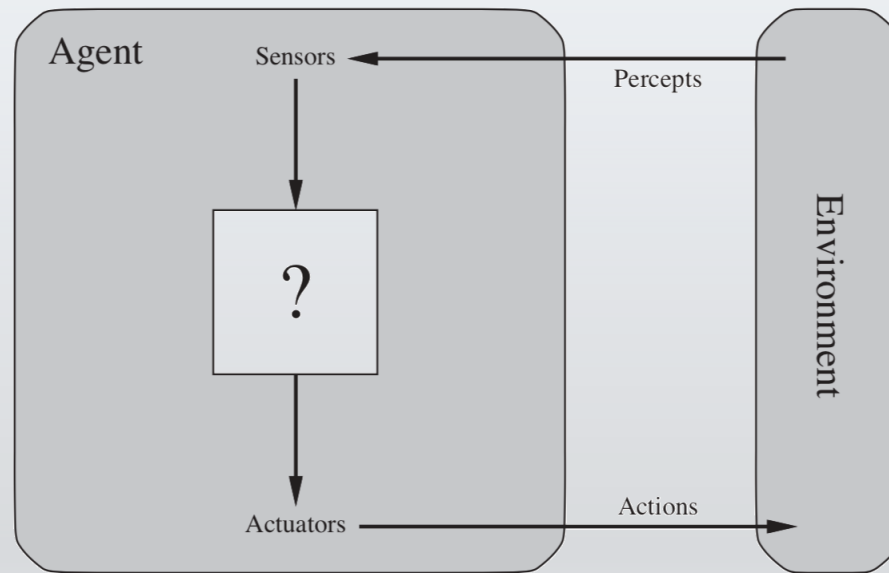 Agent
Sensors
Percepts
Environment
?
Actuators
Actions